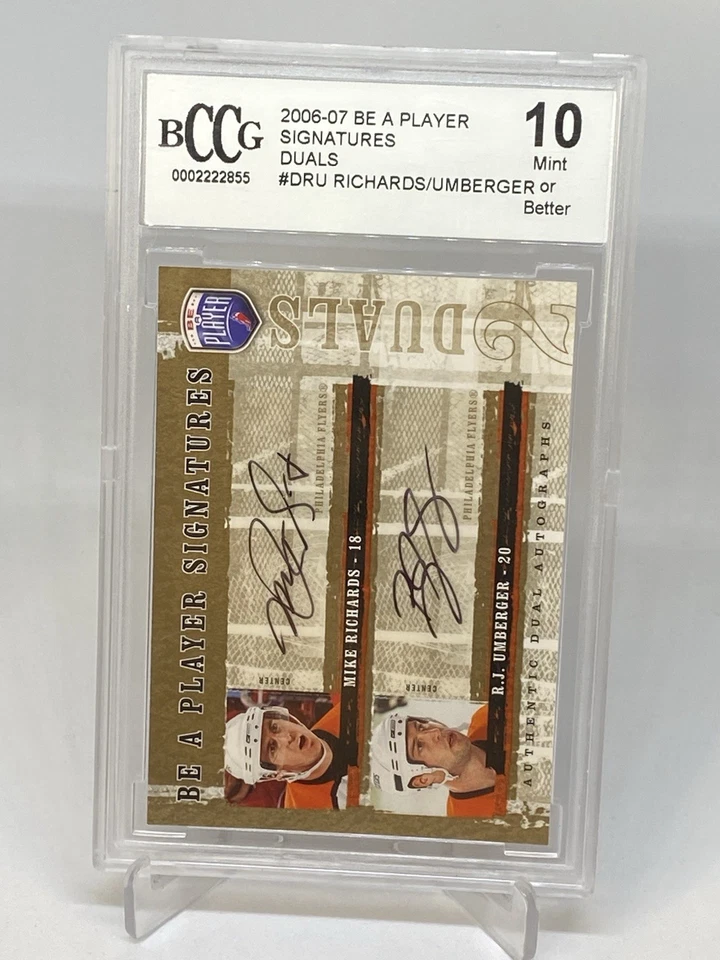 BCCG
0002222855
2006-07 BE A PLAYER
SIGNATURES
DUALS
#DRU RICHARDS/UMBERGER
10
Mint
or
Better
BE A PLAYER
BE A PLAYER SIGNATURES
2 DUALS
PHILADELPHIA FLYERS®
CENTER
MIKE RICHARDS - 18
PHILADELPHIA FLYERS®
CENTER
R.J. UMBERGER - 20
AUTHENTIC DUAL AUTOGRAPHS